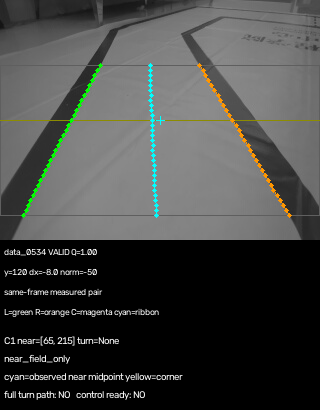 data_0534 VALID Q=1.00
y=120 dx=-8.0 norm=-50
same-frame measured pair
L=green R=orange C=magenta cyan=ribbon
C1 near=[65, 215] turn=None
near_field_only
cyan=observed near midpoint yellow=corner
full turn path: NO control ready: NO